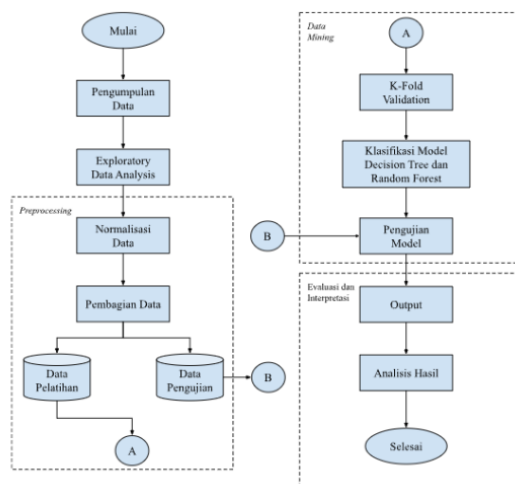 Mulai
Pengumpulan
Data
Exploratory
Data Analysis
Preprocessing
Normalisasi
Data
Pembagian Data
Data
Pelatihan
Data
Pengujian
B
A
Data
Mining
A
K-Fold
Validation
Klasifikasi Model
Decision Tree dan
Random Forest
B
Pengujian
Model
Evaluasi dan
Interpretasi
Output
Analisis Hasil
Selesai